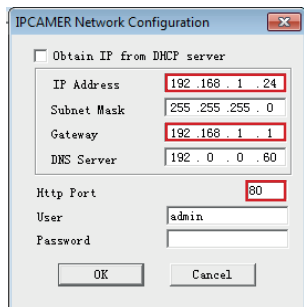 IPCAMER Network Configuration
Obtain IP from DHCP server
IP Address 192 .168 . 1 . 24
Subnet Mask 255 .255 .255 . 0
Gateway 192 .168 . 1 . 1
DNS Server 192 . 0 . 0 . 60
Http Port 80
User admin
Password
OK Cancel